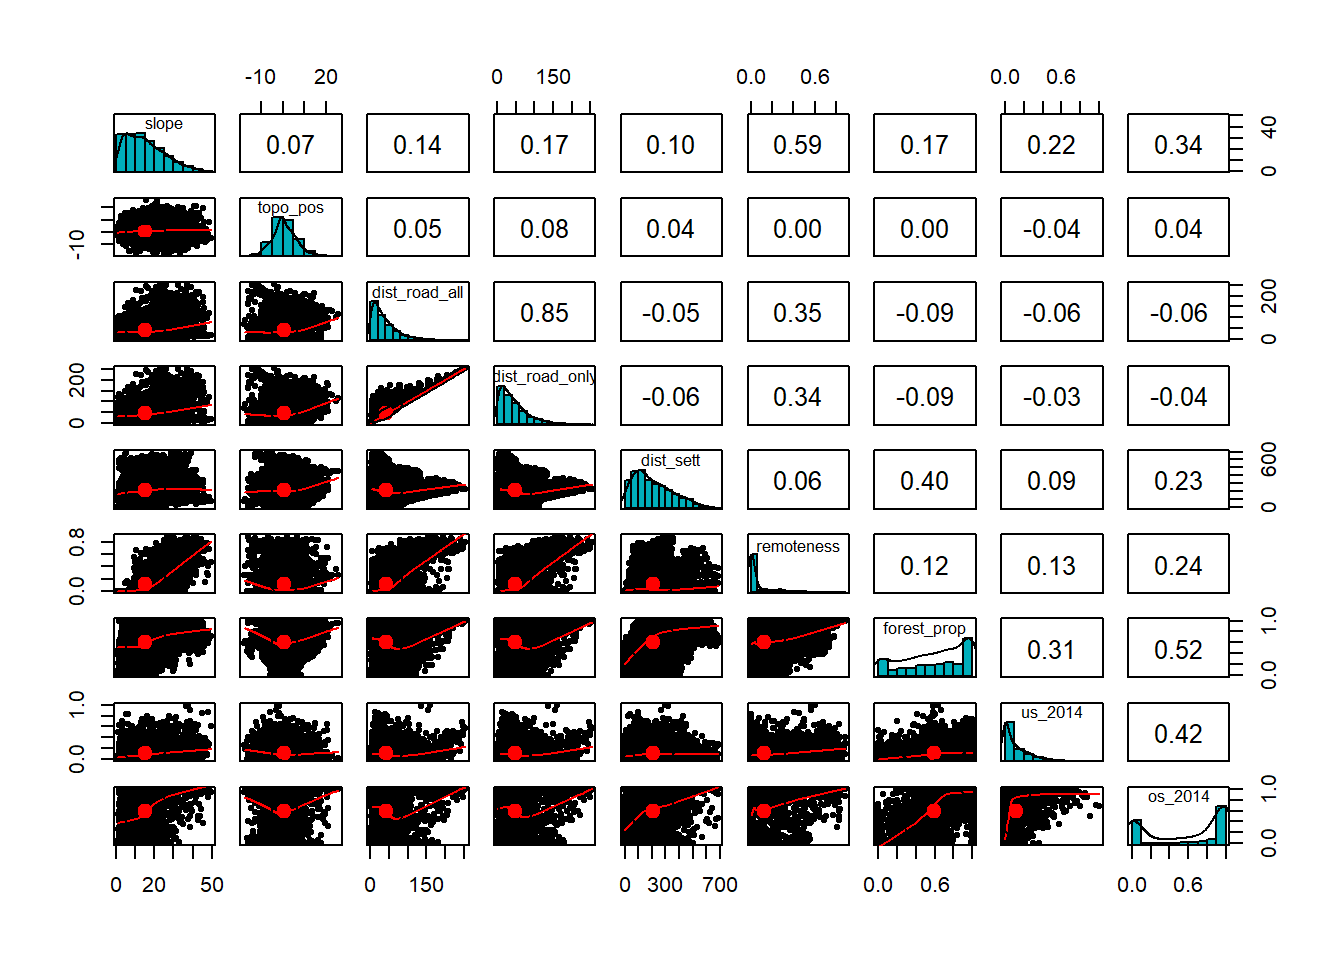 -10 20 0 150 0.0 0.6 0.0 0.6
slope 0.07 0.14 0.17 0.10 0.59 0.17 0.22 0.34 0 40
-10 topo_pos 0.05 0.08 0.04 0.00 0.00 -0.04 0.04
dist_road_all 0.85 -0.05 0.35 -0.09 -0.06 -0.06 0 200
0 200 dist_road_only -0.06 0.34 -0.09 -0.03 -0.04
dist_sett 0.06 0.40 0.09 0.23 0 600
0.0 0.8 remoteness 0.12 0.13 0.24
forest_prop 0.31 0.52 0.0 1.0
0.0 1.0 us_2014 0.42
os_2014 0.0 1.0
0 20 50 0 150 0 300 700 0.0 0.6 0.0 0.6